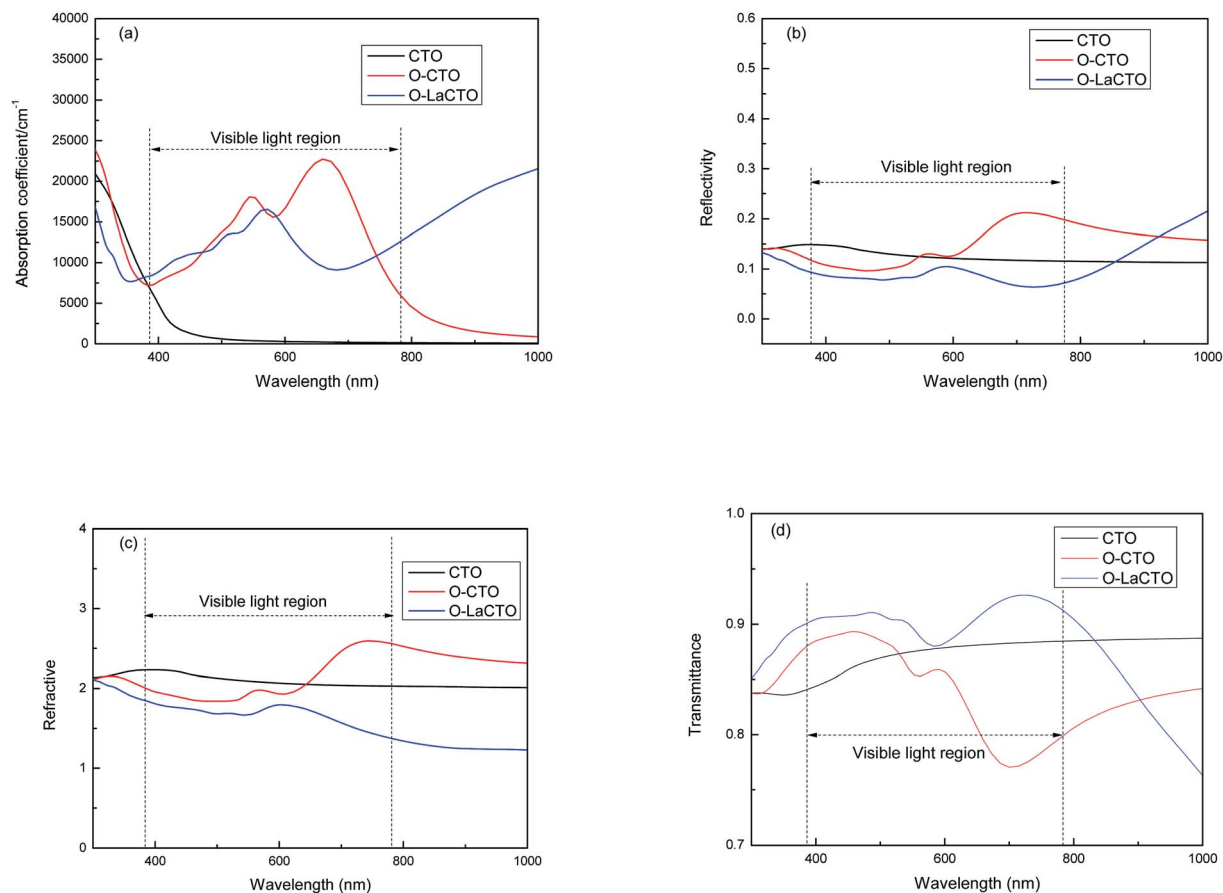 (a)
CTO
O-CTO
O-LaCTO
Visible light region
Absorption coefficient/cm⁻¹
40000
35000
30000
25000
20000
15000
10000
5000
0
400
600
800
1000
Wavelength (nm)
(b)
CTO
O-CTO
O-LaCTO
Visible light region
Reflectivity
0.6
0.5
0.4
0.3
0.2
0.1
0.0
400
600
800
1000
Wavelength (nm)
(c)
CTO
O-CTO
O-LaCTO
Visible light region
Refractive
4
3
2
1
0
400
600
800
1000
Wavelength (nm)
(d)
CTO
O-CTO
O-LaCTO
Visible light region
Transmittance
1.0
0.9
0.8
0.7
400
600
800
1000
Wavelength (nm)